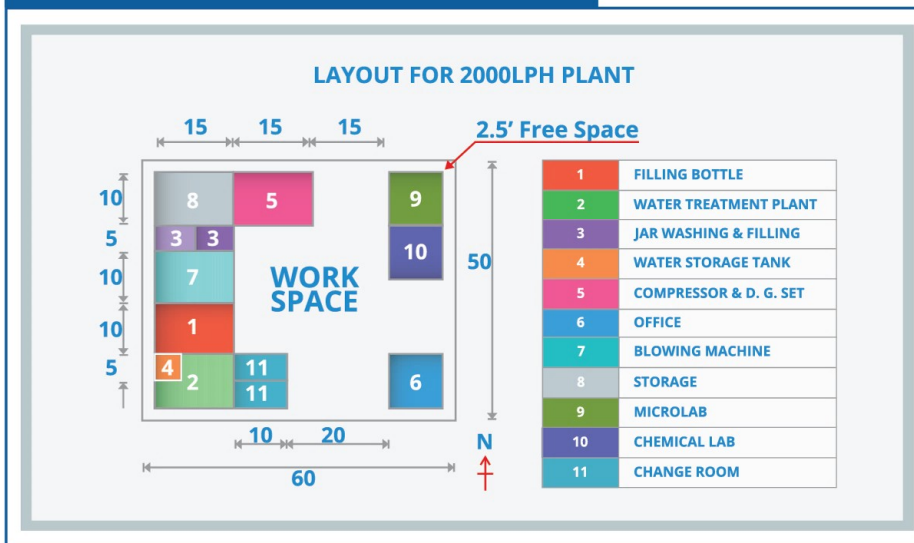 LAYOUT FOR 2000LPH PLANT
15 15 15
2.5' Free Space
10
5
10
10
5
8 5 9
3 3 10
7
WORK
SPACE
1
4 2 11
11
6
50
10 20
N
60
1 FILLING BOTTLE
2 WATER TREATMENT PLANT
3 JAR WASHING & FILLING
4 WATER STORAGE TANK
5 COMPRESSOR & D. G. SET
6 OFFICE
7 BLOWING MACHINE
8 STORAGE
9 MICROLAB
10 CHEMICAL LAB
11 CHANGE ROOM